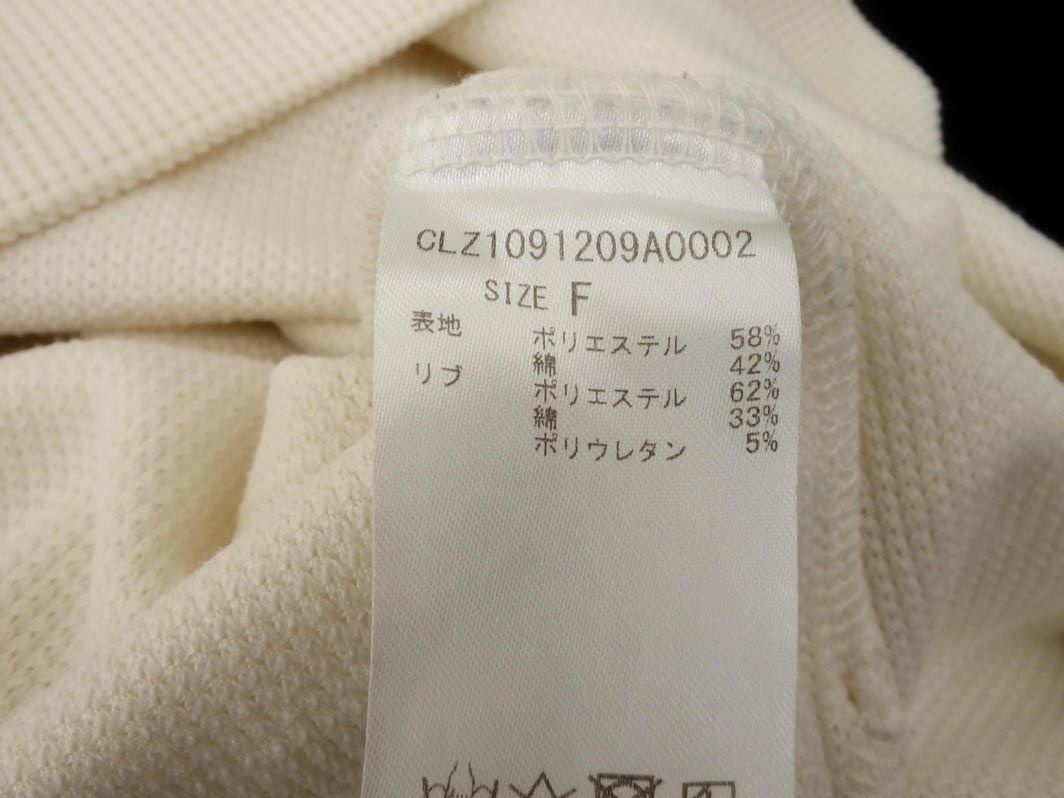 CLZ1091209A0002
SIZE F
表地 ポリエステル 58%
綿 42%
リブ ポリエステル 62%
綿 33%
ポリウレタン 5%